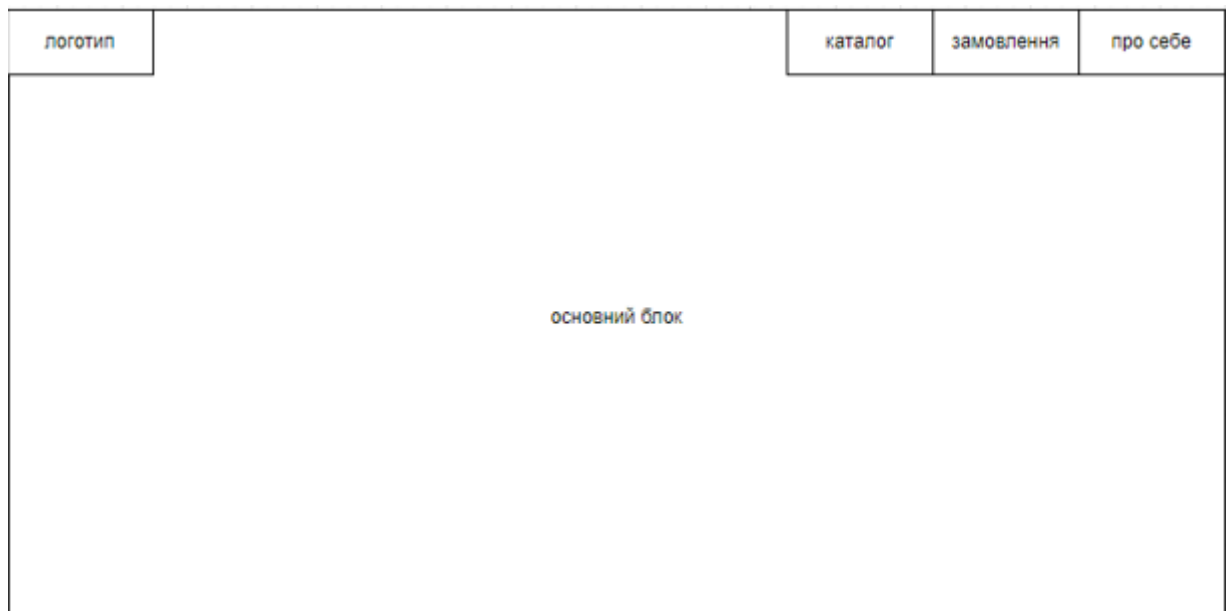 логотип
каталог
замовлення
про себе
основний блок